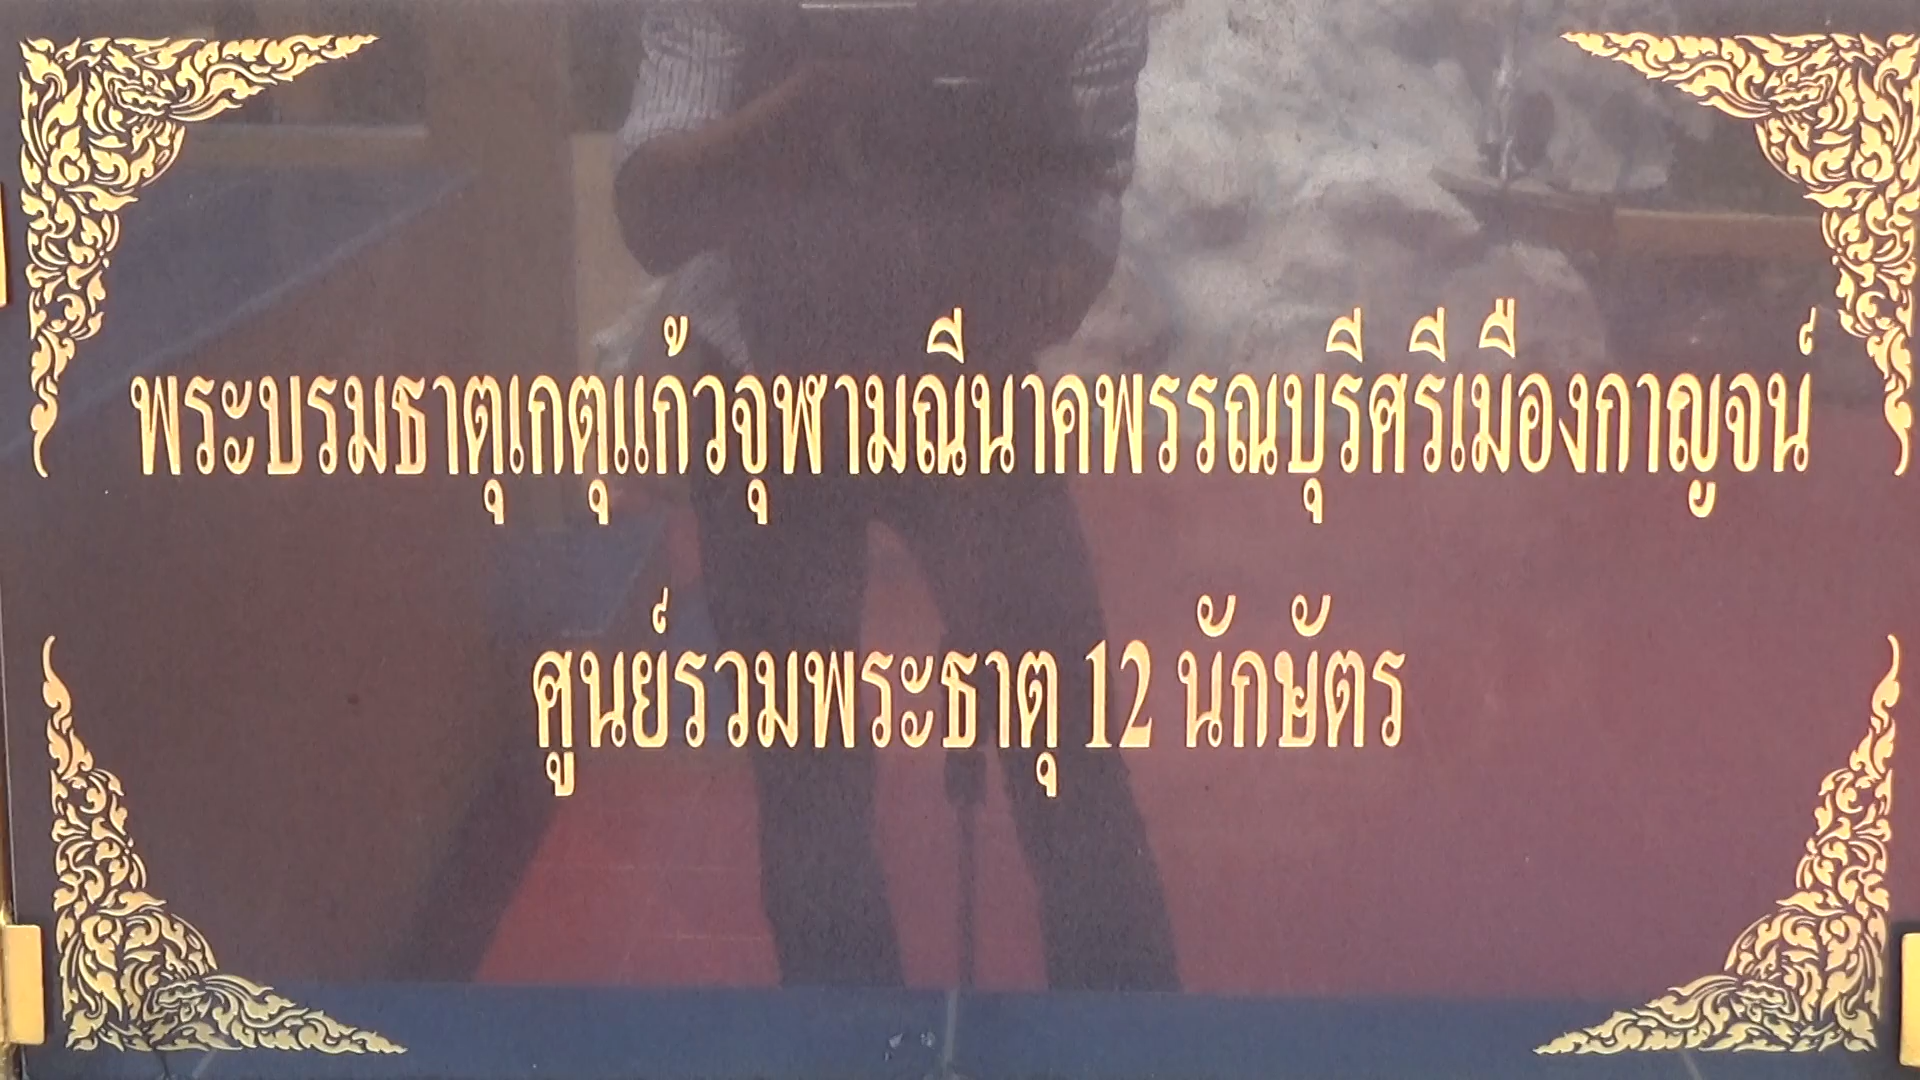 พระบรมธาตุเกตุแก้วจุฬามณีนาคพรรณบุรีศรีเมืองกาญจน์
ศูนย์รวมพระธาตุ 12 นักษัตร